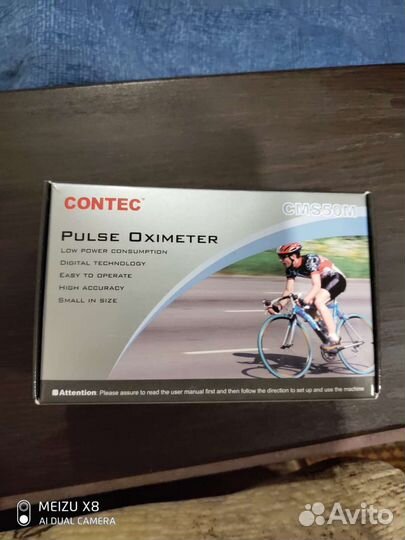 CONTEC™
CMS50M
PULSE OXIMETER
LOW POWER CONSUMPTION
DIGITAL TECHNOLOGY
EASY TO OPERATE
HIGH ACCURACY
SMALL IN SIZE
Attention: Please assure to read the user manual first and then follow the direction to set up and use the machine
MEIZU X8
AI DUAL CAMERA
Avito